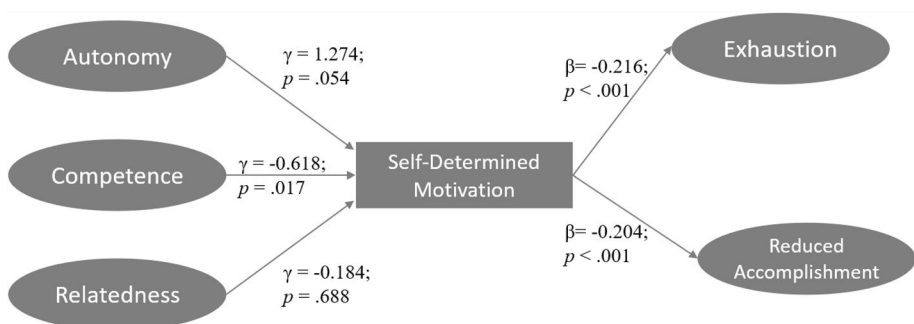 Autonomy
γ = 1.274;
p = .054
Competence
γ = -0.618;
p = .017
Relatedness
γ = -0.184;
p = .688
Self-Determined
Motivation
β= -0.216;
p < .001
Exhaustion
β= -0.204;
p < .001
Reduced
Accomplishment